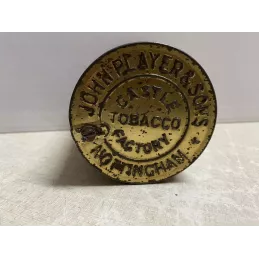 JOHN PLAYER & SONS
CASTLE
TOBACCO
FACTORY.
NOTTINGHAM